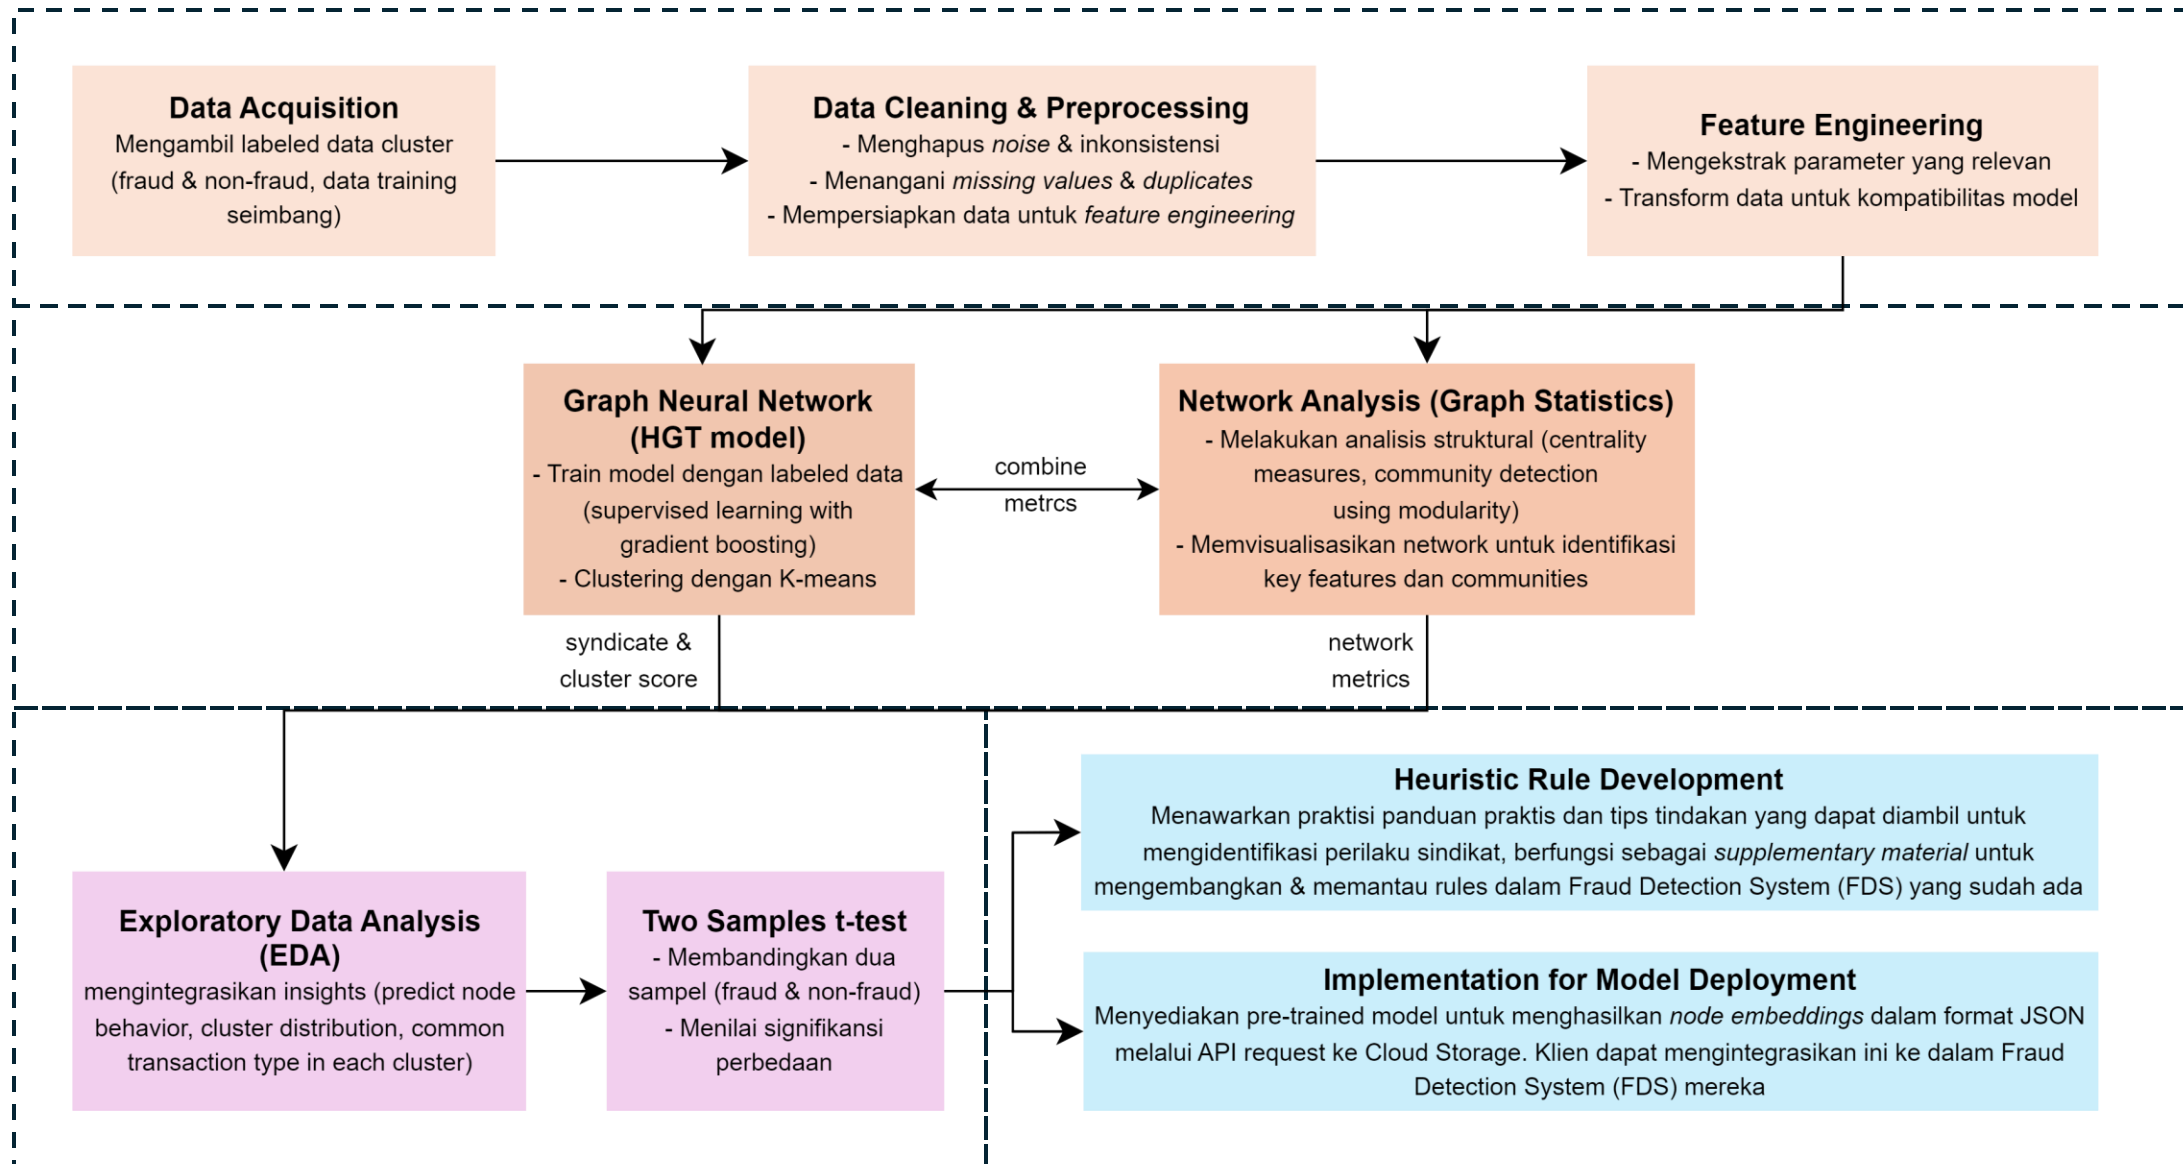 Data Acquisition
Mengambil labeled data cluster
(fraud & non-fraud, data training
seimbang)
Data Cleaning & Preprocessing
- Menghapus noise & inkonsistensi
- Menangani missing values & duplicates
- Mempersiapkan data untuk feature engineering
Feature Engineering
- Mengekstrak parameter yang relevan
- Transform data untuk kompatibilitas model
Graph Neural Network
(HGT model)
- Train model dengan labeled data
(supervised learning with
gradient boosting)
- Clustering dengan K-means
combine
metrcs
Network Analysis (Graph Statistics)
- Melakukan analisis struktural (centrality
measures, community detection
using modularity)
- Memvisualisasikan network untuk identifikasi
key features dan communities
syndicate &
cluster score
network
metrics
Exploratory Data Analysis
(EDA)
mengintegrasikan insights (predict node
behavior, cluster distribution, common
transaction type in each cluster)
Two Samples t-test
- Membandingkan dua
sampel (fraud & non-fraud)
- Menilai signifikansi
perbedaan
Heuristic Rule Development
Menawarkan praktisi panduan praktis dan tips tindakan yang dapat diambil untuk
mengidentifikasi perilaku sindikat, berfungsi sebagai supplementary material untuk
mengembangkan & memantau rules dalam Fraud Detection System (FDS) yang sudah ada
Implementation for Model Deployment
Menyediakan pre-trained model untuk menghasilkan node embeddings dalam format JSON
melalui API request ke Cloud Storage. Klien dapat mengintegrasikan ini ke dalam Fraud
Detection System (FDS) mereka